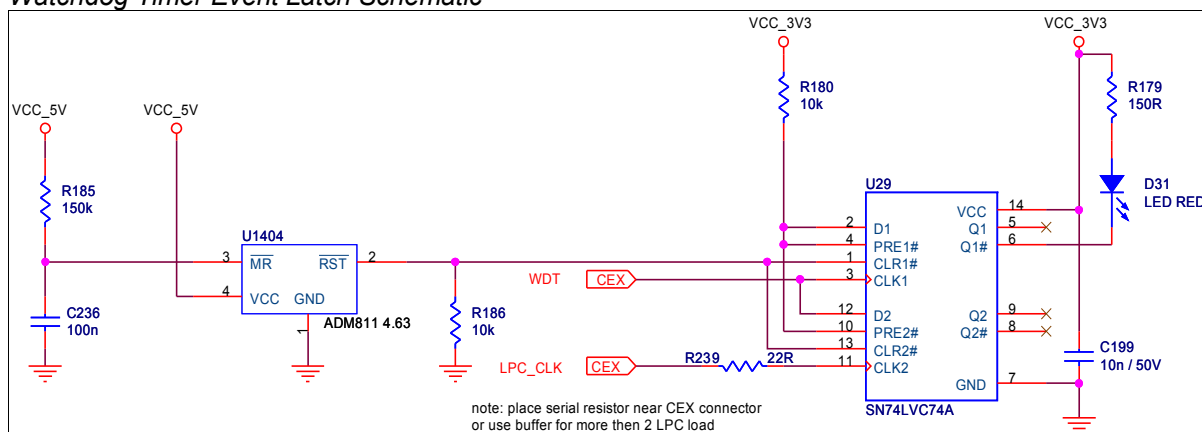 Watchdog Timer Event Latch Schematic
VCC_3V3
VCC_3V3
R180
10k
R179
150R
VCC_5V
VCC_5V
R185
150k
D31
LED RED
U29
U1404
3
MR
RST
2
4
VCC
GND
1
ADM811 4.63
C236
100n
R186
10k
WDT
CEX
LPC_CLK
CEX
R239
22R
2
D1
4
PRE1#
1
CLR1#
3
CLK1
12
D2
10
PRE2#
13
CLR2#
11
CLK2
VCC
14
Q1
5
Q1#
6
Q2
9
Q2#
8
GND
7
SN74LVC74A
C199
10n / 50V
note: place serial resistor near CEX connector
or use buffer for more then 2 LPC load